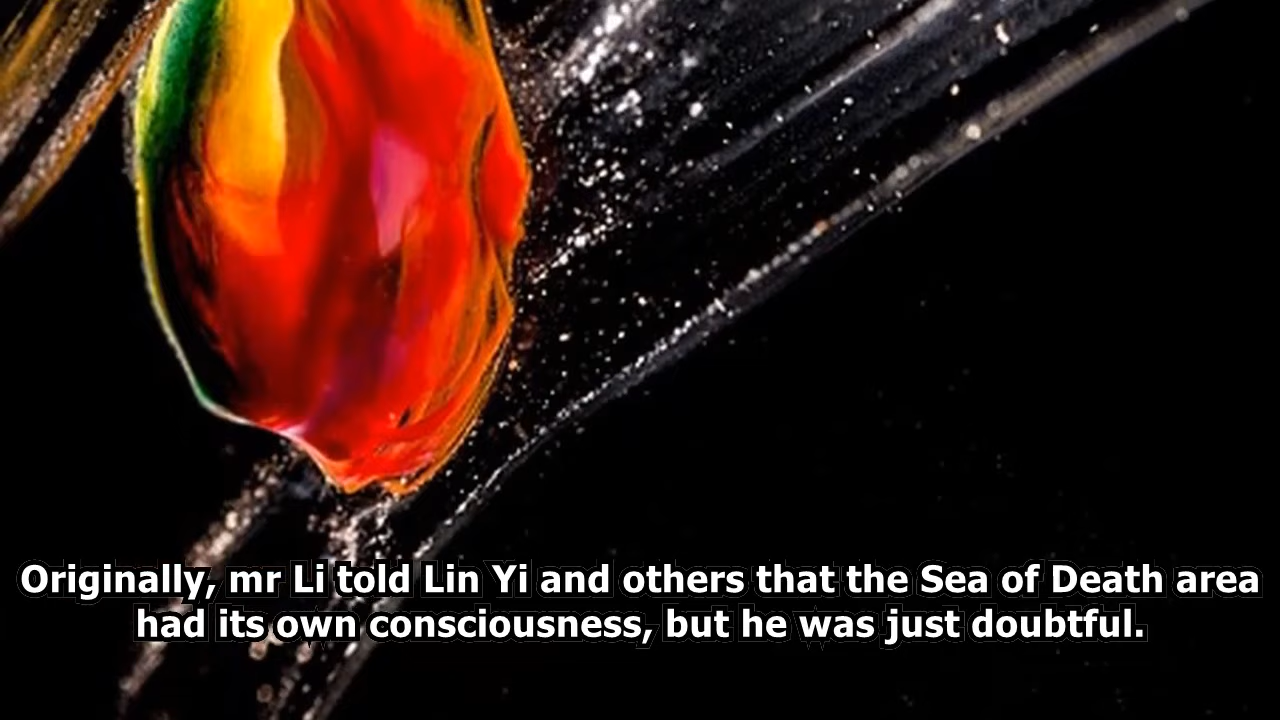 Originally, mr Li told Lin Yi and others that the Sea of Death area
had its own consciousness, but he was just doubtful.